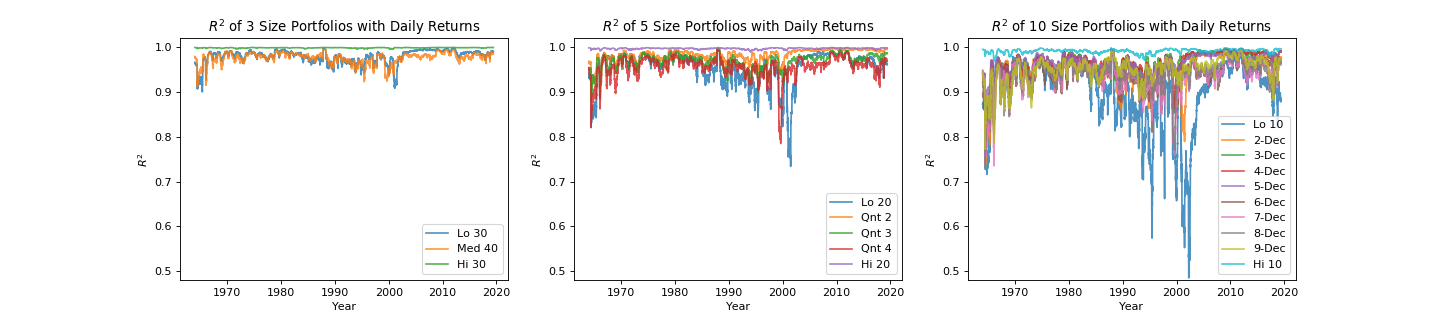 R² of 3 Size Portfolios with Daily Returns
1.0
0.9
0.8
0.7
0.6
0.5
R²
1970
1980
1990
2000
2010
2020
Year
Lo 30
Med 40
Hi 30
R² of 5 Size Portfolios with Daily Returns
1.0
0.9
0.8
0.7
0.6
0.5
R²
1970
1980
1990
2000
2010
2020
Year
Lo 20
Qnt 2
Qnt 3
Qnt 4
Hi 20
R² of 10 Size Portfolios with Daily Returns
1.0
0.9
0.8
0.7
0.6
0.5
R²
1970
1980
1990
2000
2010
2020
Year
Lo 10
2-Dec
3-Dec
4-Dec
5-Dec
6-Dec
7-Dec
8-Dec
9-Dec
Hi 10